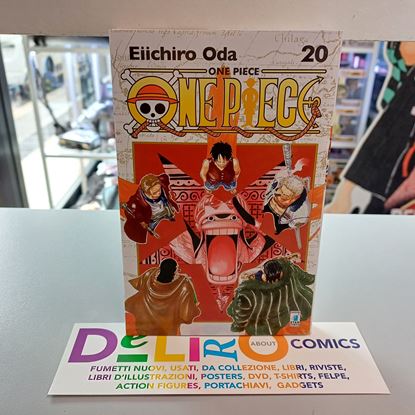 Eiichiro Oda 20
ONE PIECE
ONE PIECE
DeLiRiO ABOUT COMICS
FUMETTI NUOVI, USATI, DA COLLEZIONE, LIBRI, RIVISTE,
LIBRI D'ILLUSTRAZIONI, POSTERS, DVD, T-SHIRTS, FELPE,
ACTION FIGURES, PORTACHIAVI, GADGETS